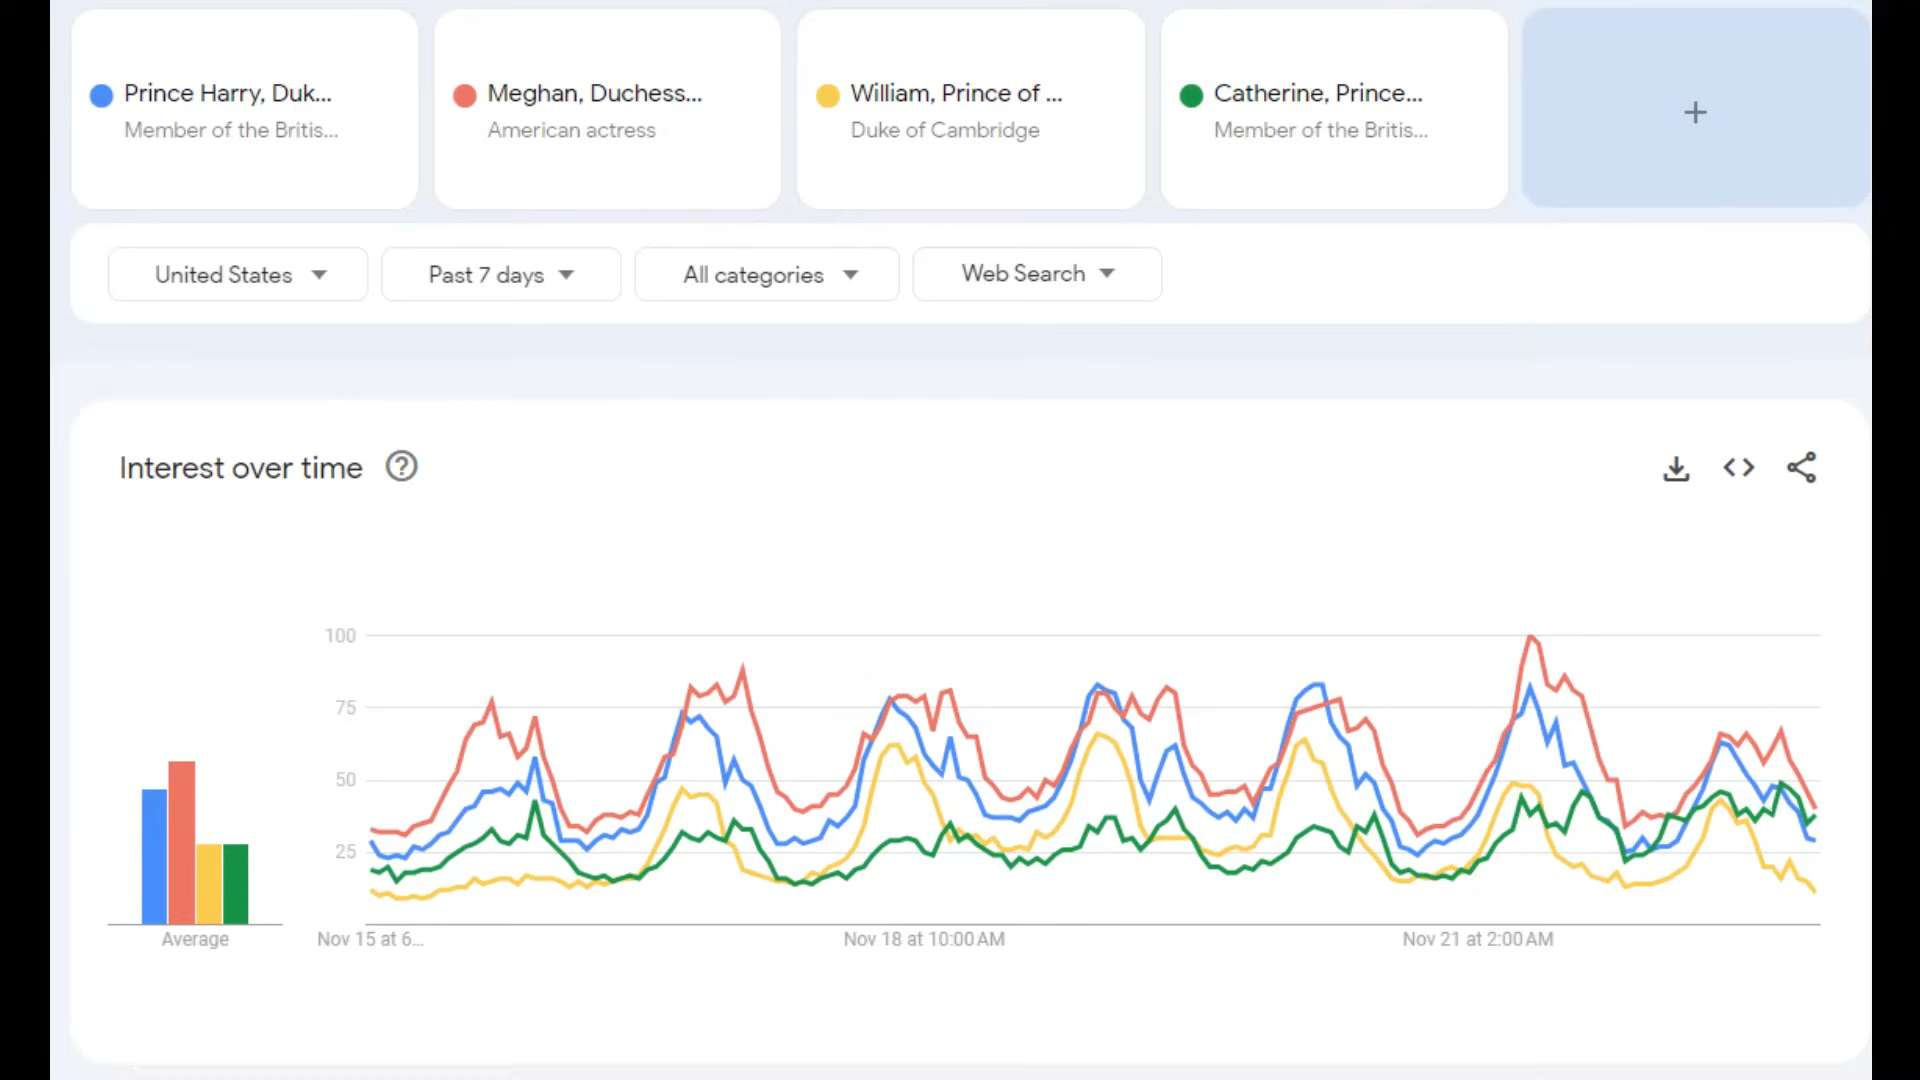 Prince Harry, Duk...
Member of the Britis...
Meghan, Duchess...
American actress
William, Prince of ...
Duke of Cambridge
Catherine, Prince...
Member of the Britis...
+
United States
Past 7 days
All categories
Web Search
Interest over time
?
100
75
50
25
Average
Nov 15 at 6...
Nov 18 at 10:00 AM
Nov 21 at 2:00 AM